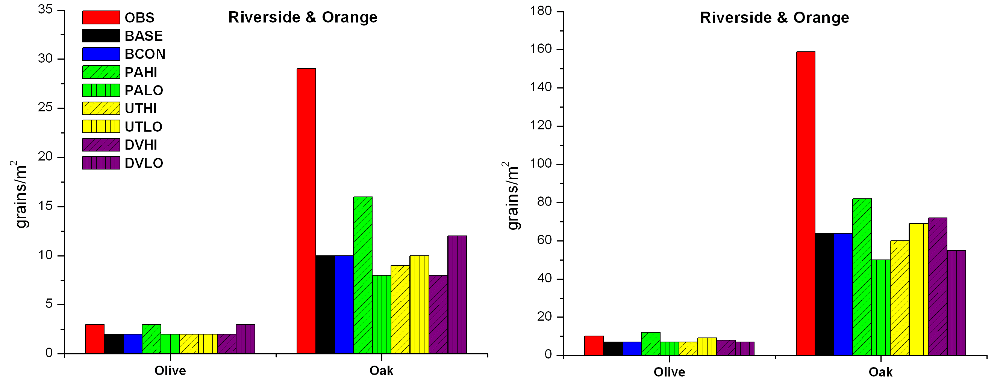 Riverside & Orange
OBS
BASE
BCON
PAHI
PALO
UTHI
UTLO
DVHI
DVLO
35
30
25
20
15
10
5
0
grains/m²
Olive
Oak
Riverside & Orange
180
160
140
120
100
80
60
40
20
0
grains/m²
Olive
Oak